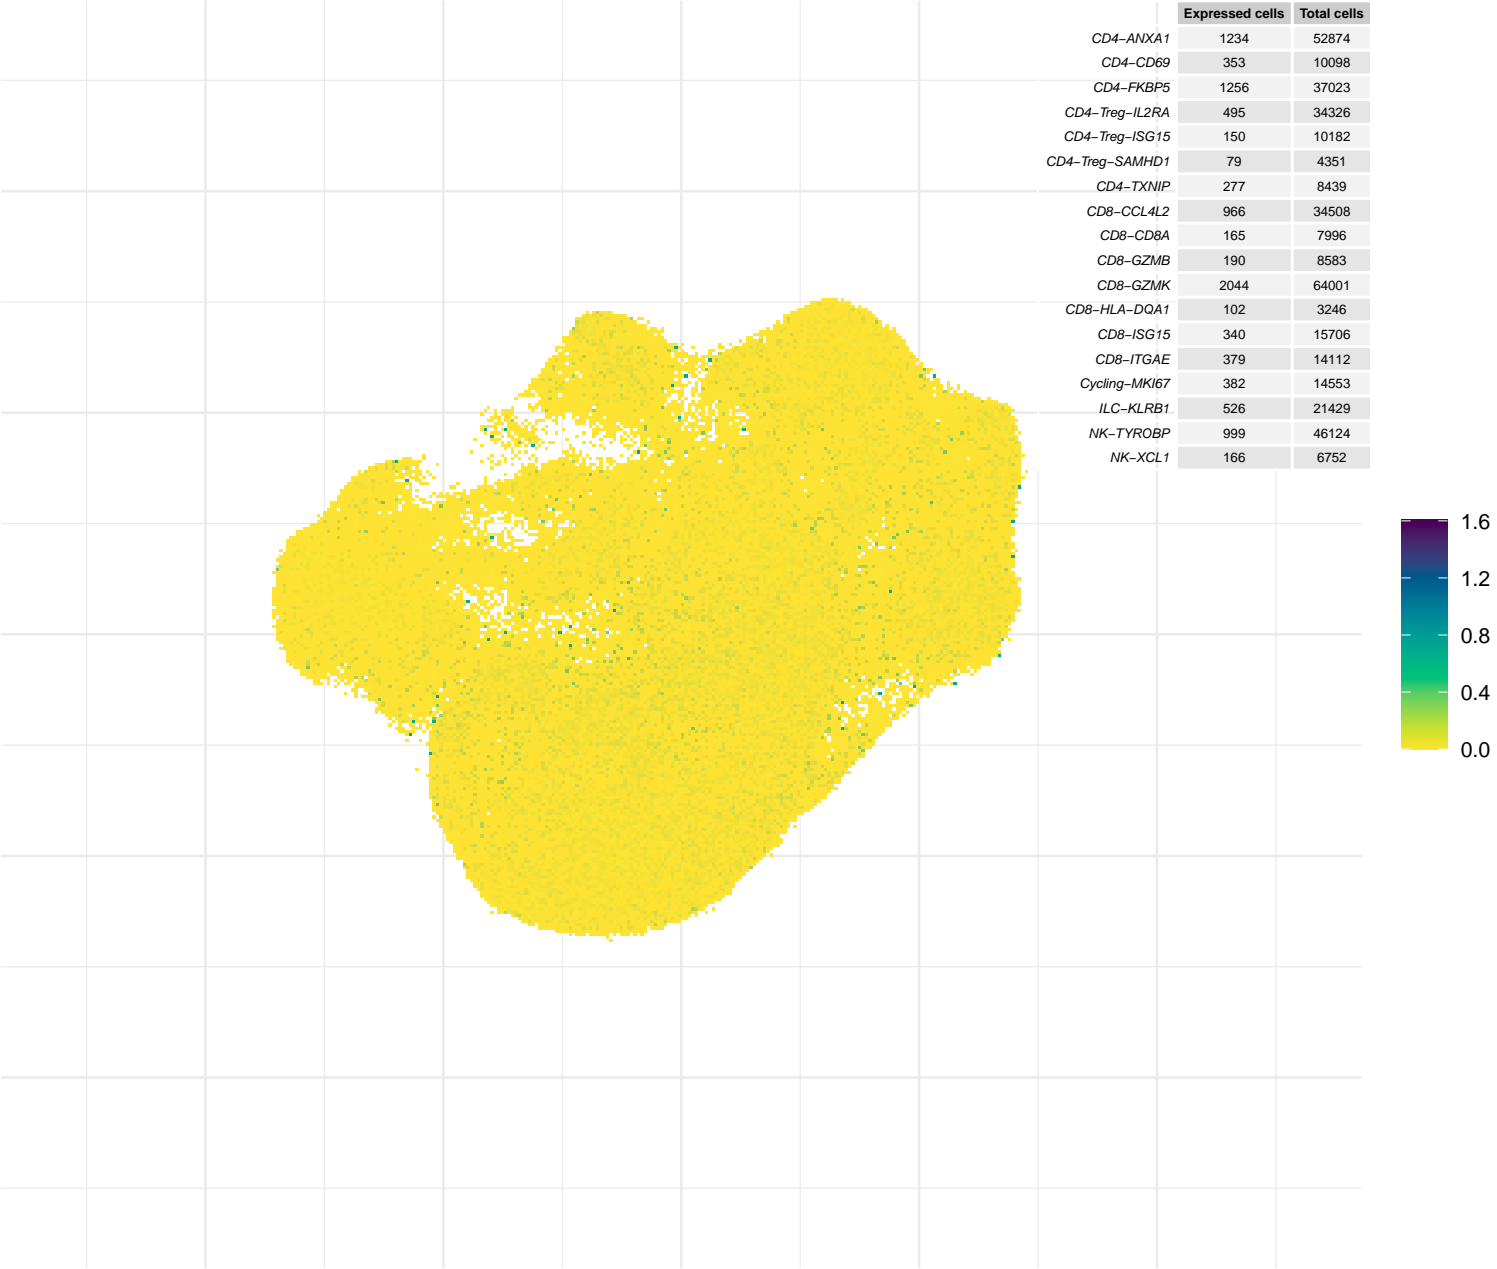 Expressed cells Total cells
CD4−ANXA1 1234 52874
CD4−CD69 353 10098
CD4−FKBP5 1256 37023
CD4−Treg−IL2RA 495 34326
CD4−Treg−ISG15 150 10182
CD4−Treg−SAMHD1 79 4351
CD4−TXNIP 277 8439
CD8−CCL4L2 966 34508
CD8−CD8A 165 7996
CD8−GZMB 190 8583
CD8−GZMK 2044 64001
CD8−HLA−DQA1 102 3246
CD8−ISG15 340 15706
CD8−ITGAE 379 14112
Cycling−MKI67 382 14553
ILC−KLRB1 526 21429
NK−TYROBP 999 46124
NK−XCL1 166 6752
1.6
1.2
0.8
0.4
0.0